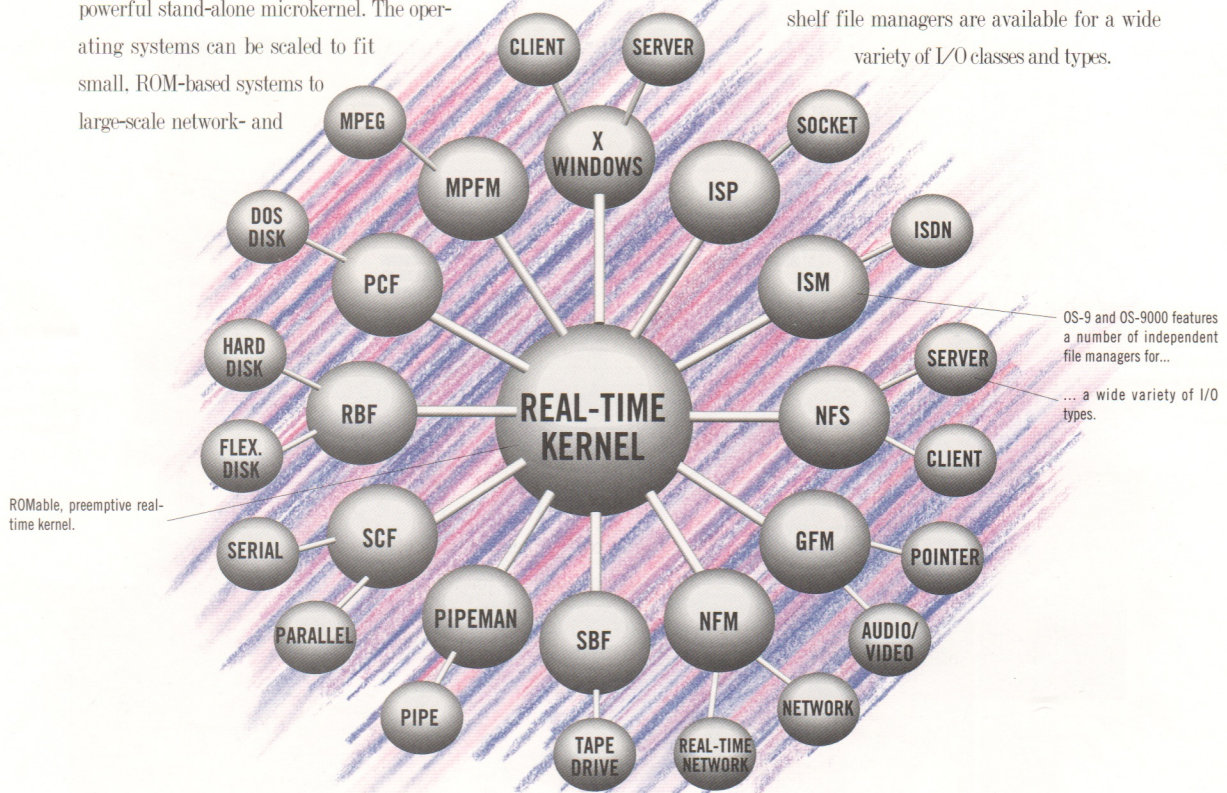 powerful stand-alone microkernel. The oper-
ating systems can be scaled to fit
small, ROM-based systems to
large-scale network- and
shelf file managers are available for a wide
variety of I/O classes and types.
CLIENT
SERVER
X
WINDOWS
MPEG
MPFM
ISP
SOCKET
DOS
DISK
PCF
ISM
ISDN
OS-9 and OS-9000 features
a number of independent
file managers for...
... a wide variety of I/O
types.
HARD
DISK
RBF
FLEX.
DISK
REAL-TIME
KERNEL
NFS
SERVER
CLIENT
ROMable, preemptive real-
time kernel.
SCF
SERIAL
PARALLEL
GFM
POINTER
AUDIO/
VIDEO
PIPEMAN
PIPE
SBF
TAPE
DRIVE
NFM
REAL-TIME
NETWORK
NETWORK